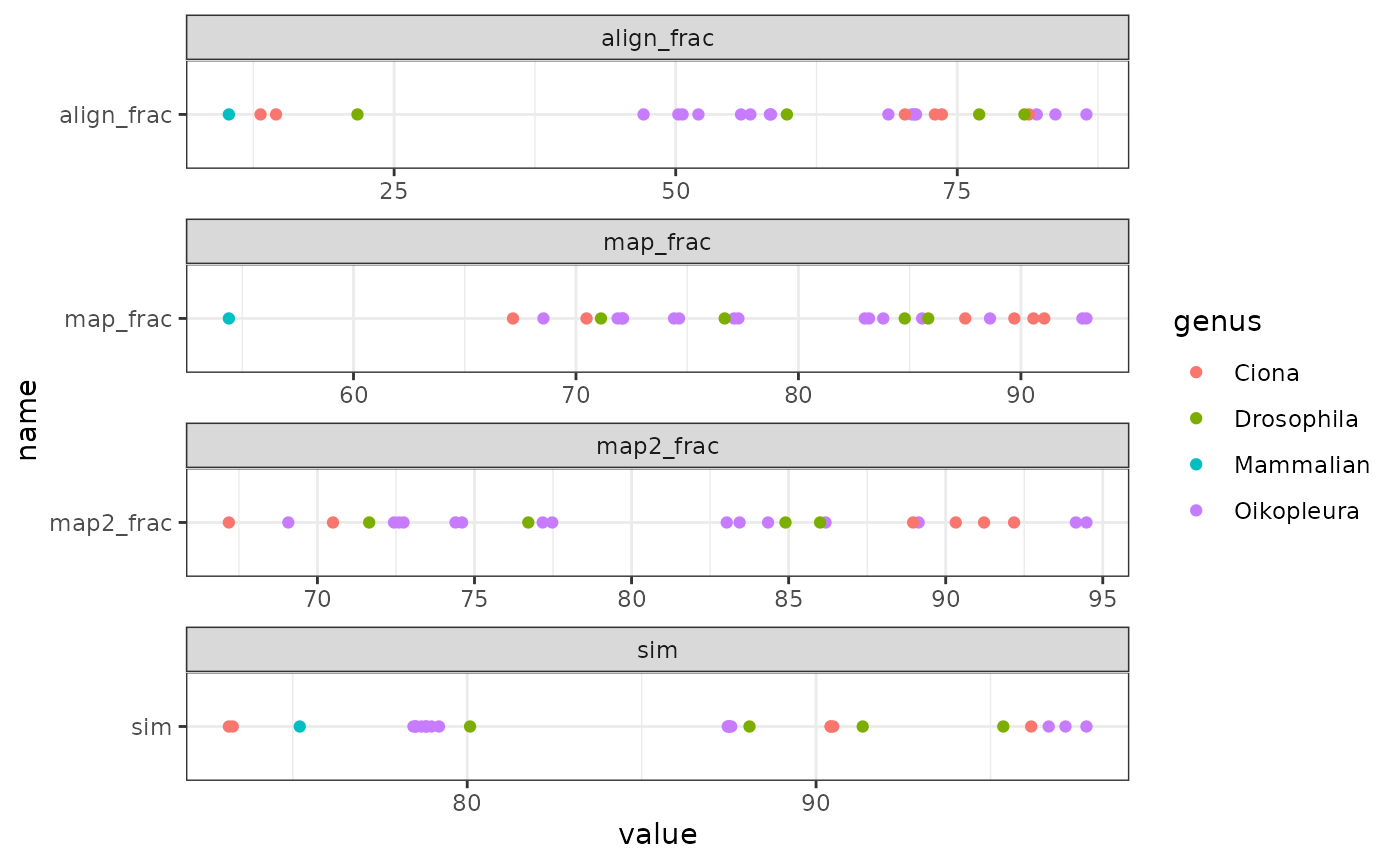 align_frac
align_frac
25 50 75
map_frac
map_frac
60 70 80 90
map2_frac
map2_frac
70 75 80 85 90 95
sim
sim
80 90
value
name
genus
Ciona
Drosophila
Mammalian
Oikopleura